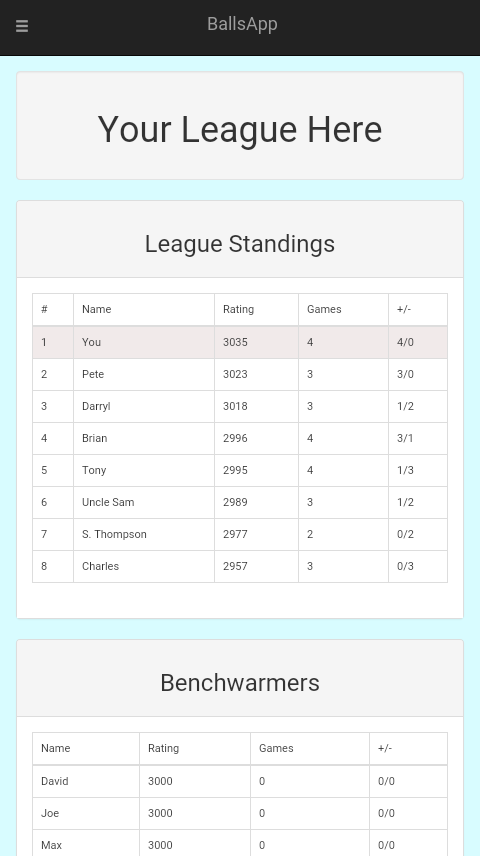 BallsApp
Your League Here
League Standings
# Name Rating Games +/-
1 You 3035 4 4/0
2 Pete 3023 3 3/0
3 Darryl 3018 3 1/2
4 Brian 2996 4 3/1
5 Tony 2995 4 1/3
6 Uncle Sam 2989 3 1/2
7 S. Thompson 2977 2 0/2
8 Charles 2957 3 0/3
Benchwarmers
Name Rating Games +/-
David 3000 0 0/0
Joe 3000 0 0/0
Max 3000 0 0/0